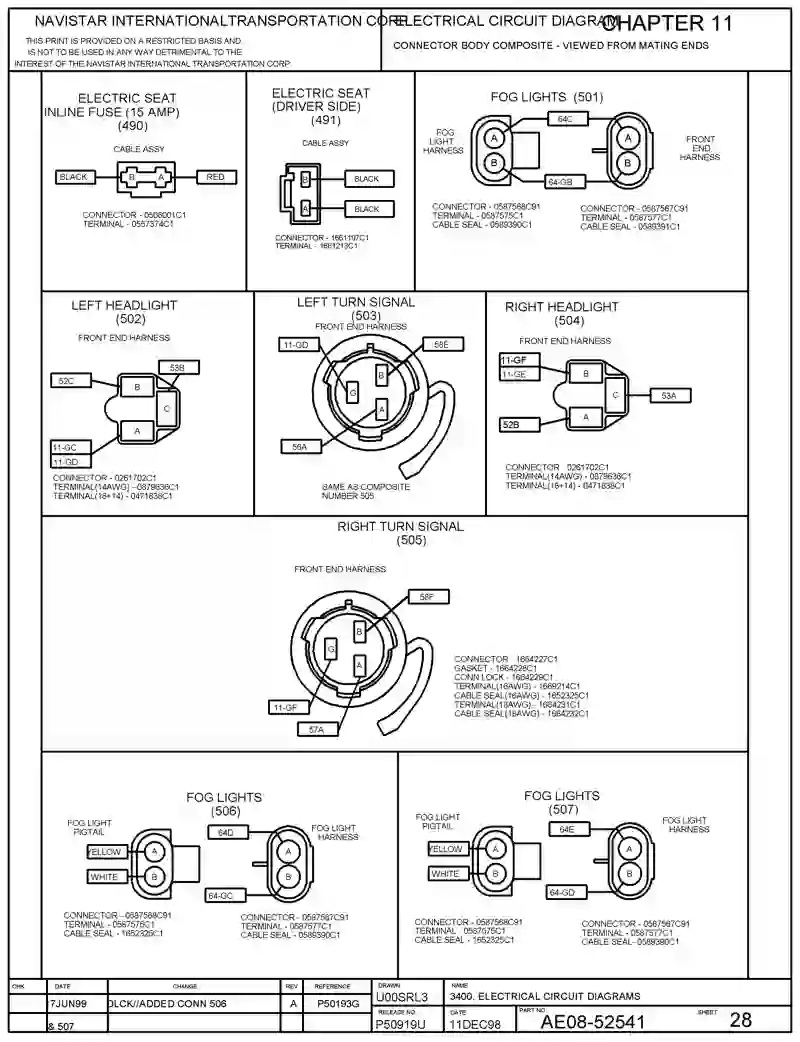 NAVISTAR INTERNATIONALTRANSPORTATION CORP
ELECTRICAL CIRCUIT DIAGRAM
CHAPTER 11
THIS PRINT IS PROVIDED ON A RESTRICTED BASIS AND
IS NOT TO BE USED IN ANY WAY DETRIMENTAL TO THE
INTEREST OF THE NAVISTAR INTERNATIONAL TRANSPORTATION CORP
CONNECTOR BODY COMPOSITE - VIEWED FROM MATING ENDS
ELECTRIC SEAT
INLINE FUSE (15 AMP)
(490)
CABLE ASSY
BLACK
B
A
RED
CONNECTOR - 0568001C1
TERMINAL - 0557374C1
ELECTRIC SEAT
(DRIVER SIDE)
(491)
CABLE ASSY
B
BLACK
A
BLACK
CONNECTOR - 1661197C1
TERMINAL - 1661213C1
FOG LIGHTS (501)
FOG
LIGHT
HARNESS
64C
A
A
B
B
64-GB
FRONT
END
HARNESS
CONNECTOR - 0587568C91
TERMINAL - 0587575C1
CABLE SEAL - 0589390C1
CONNECTOR - 0587567C91
TERMINAL - 0587577C1
CABLE SEAL - 0589391C1
LEFT HEADLIGHT
(502)
FRONT END HARNESS
53B
52C
B
C
A
11-GC
11-GD
CONNECTOR - 0261702C1
TERMINAL(14AWG) - 0879636C1
TERMINAL(18+14) - 0471838C1
LEFT TURN SIGNAL
(503)
FRONT END HARNESS
11-GD
58E
B
G
A
56A
SAME AS COMPOSITE
NUMBER 505
RIGHT HEADLIGHT
(504)
FRONT END HARNESS
11-GF
11-GE
B
C
53A
A
52B
CONNECTOR 0261702C1
TERMINAL(14AWG) - 0879636C1
TERMINAL(18+14) - 0471838C1
RIGHT TURN SIGNAL
(505)
FRONT END HARNESS
58F
B
G
A
11-GF
57A
CONNECTOR 1664227C1
GASKET - 1664228C1
CONN LOCK - 1664229C1
TERMINAL(16AWG) - 1669214C1
CABLE SEAL(16AWG) - 1652325C1
TERMINAL(18AWG) - 1664231C1
CABLE SEAL(18AWG) - 1664232C1
FOG LIGHTS
(506)
FOG LIGHT
PIGTAIL
64D
FOG LIGHT
HARNESS
YELLOW
A
A
WHITE
B
B
64-GC
CONNECTOR - 0587568C91
TERMINAL - 0587575C1
CABLE SEAL - 1652325C1
CONNECTOR - 0587567C91
TERMINAL - 0587577C1
CABLE SEAL - 0589390C1
FOG LIGHTS
(507)
FOG LIGHT
PIGTAIL
64E
FOG LIGHT
HARNESS
YELLOW
A
A
WHITE
B
B
64-GD
CONNECTOR - 0587568C91
TERMINAL 0587575C1
CABLE SEAL - 1652325C1
CONNECTOR - 0587567C91
TERMINAL - 0587577C1
CABLE SEAL - 0589390C1
CHK DATE CHANGE REV REFERENCE
7JUN99 DLCK//ADDED CONN 506 A P50193G
& 507
DRAWN
U00SRL3
NAME
3400. ELECTRICAL CIRCUIT DIAGRAMS
RELEASE NO.
P50919U
DATE
11DEC98
PART NO.
AE08-52541
SHEET
28